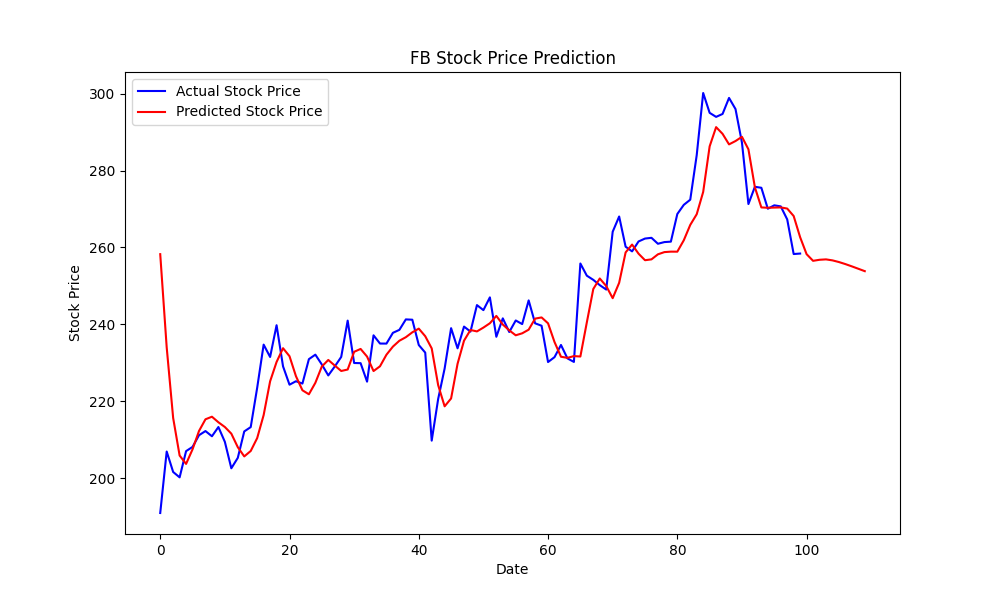 FB Stock Price Prediction
Actual Stock Price
Predicted Stock Price
300
280
260
240
220
200
Stock Price
0 20 40 60 80 100
Date